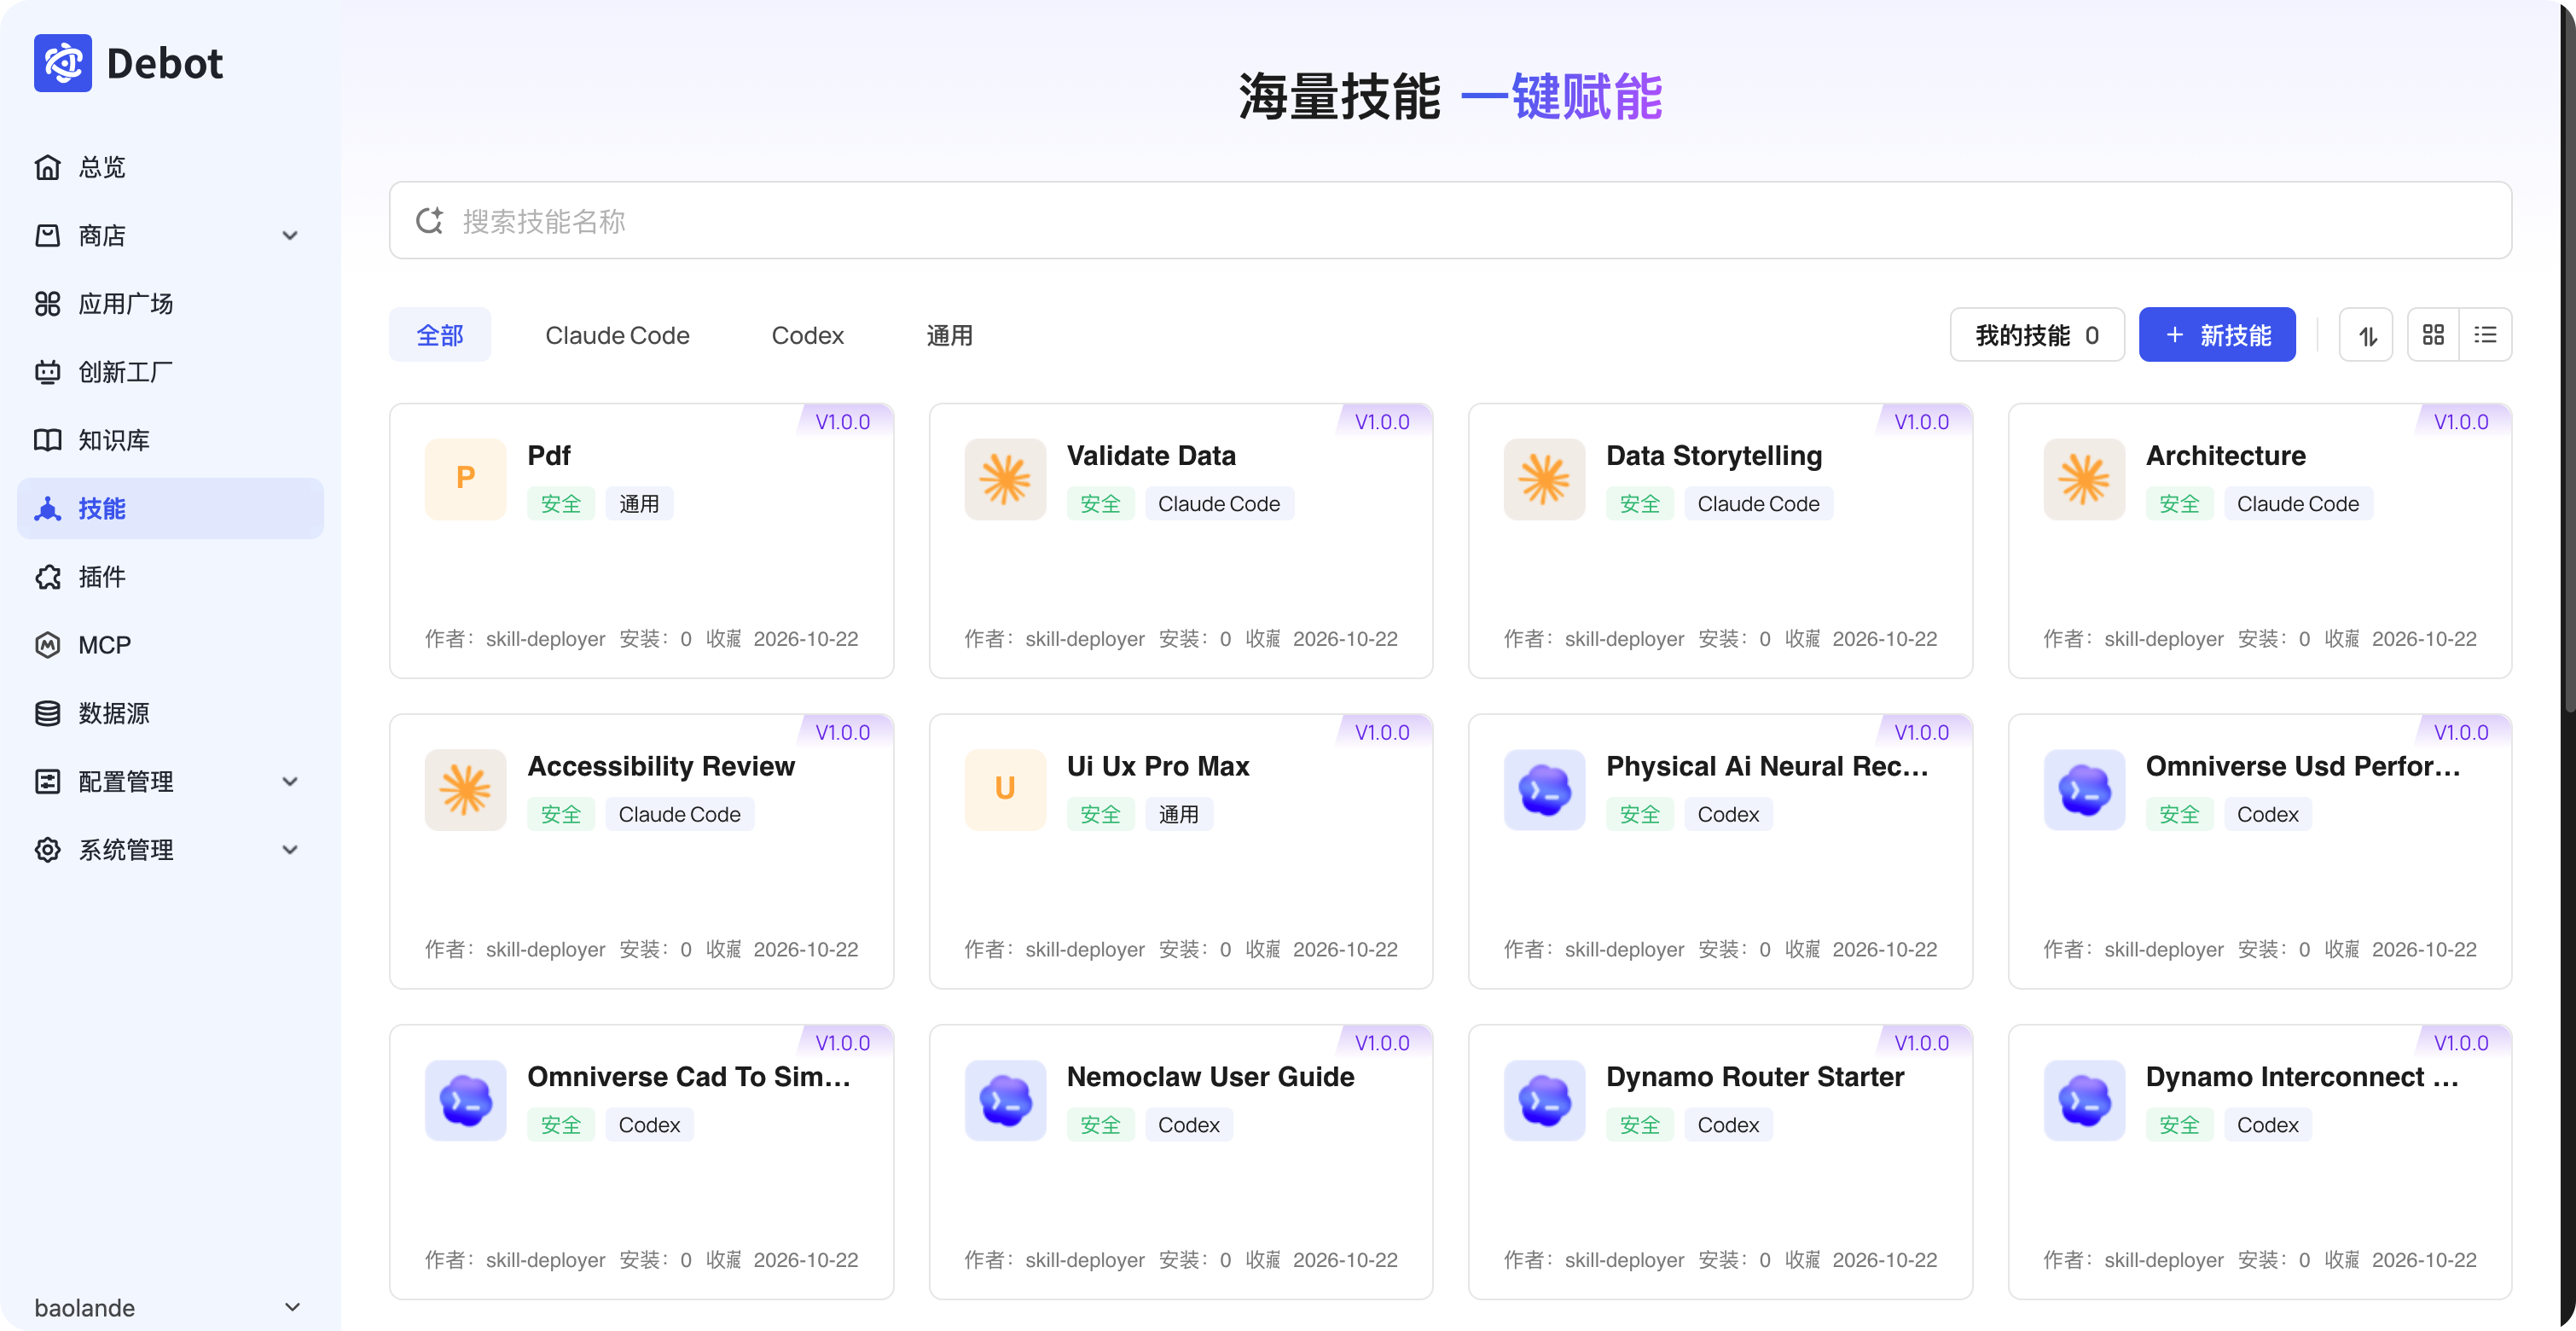 Debot
总览
商店
应用广场
创新工厂
知识库
技能
插件
MCP
数据源
配置管理
系统管理
baolande
海量技能 一键赋能
搜索技能名称
全部 Claude Code Codex 通用 我的技能 0 + 新技能
V1.0.0
Pdf
安全 通用
作者： skill-deployer 安装： 0 收藏 2026-10-22
V1.0.0
Validate Data
安全 Claude Code
作者： skill-deployer 安装： 0 收藏 2026-10-22
V1.0.0
Data Storytelling
安全 Claude Code
作者： skill-deployer 安装： 0 收藏 2026-10-22
V1.0.0
Architecture
安全 Claude Code
作者： skill-deployer 安装： 0 收藏 2026-10-22
V1.0.0
Accessibility Review
安全 Claude Code
作者： skill-deployer 安装： 0 收藏 2026-10-22
V1.0.0
Ui Ux Pro Max
安全 通用
作者： skill-deployer 安装： 0 收藏 2026-10-22
V1.0.0
Physical Ai Neural Rec...
安全 Codex
作者： skill-deployer 安装： 0 收藏 2026-10-22
V1.0.0
Omniverse Usd Perfor...
安全 Codex
作者： skill-deployer 安装： 0 收藏 2026-10-22
V1.0.0
Omniverse Cad To Sim...
安全 Codex
作者： skill-deployer 安装： 0 收藏 2026-10-22
V1.0.0
Nemoclaw User Guide
安全 Codex
作者： skill-deployer 安装： 0 收藏 2026-10-22
V1.0.0
Dynamo Router Starter
安全 Codex
作者： skill-deployer 安装： 0 收藏 2026-10-22
V1.0.0
Dynamo Interconnect ...
安全 Codex
作者： skill-deployer 安装： 0 收藏 2026-10-22